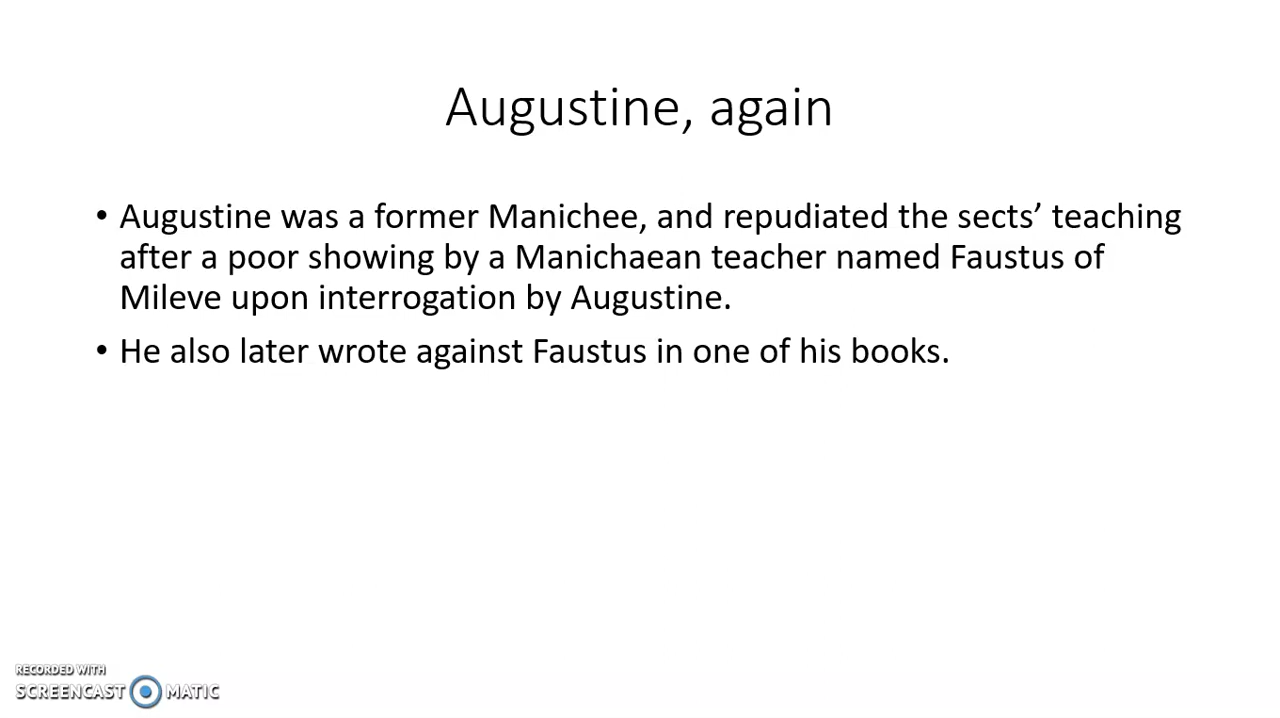 Augustine, again
• Augustine was a former Manichee, and repudiated the sects’ teaching
after a poor showing by a Manichaean teacher named Faustus of
Mileve upon interrogation by Augustine.
• He also later wrote against Faustus in one of his books.
RECORDED WITH
SCREENCAST MATIC